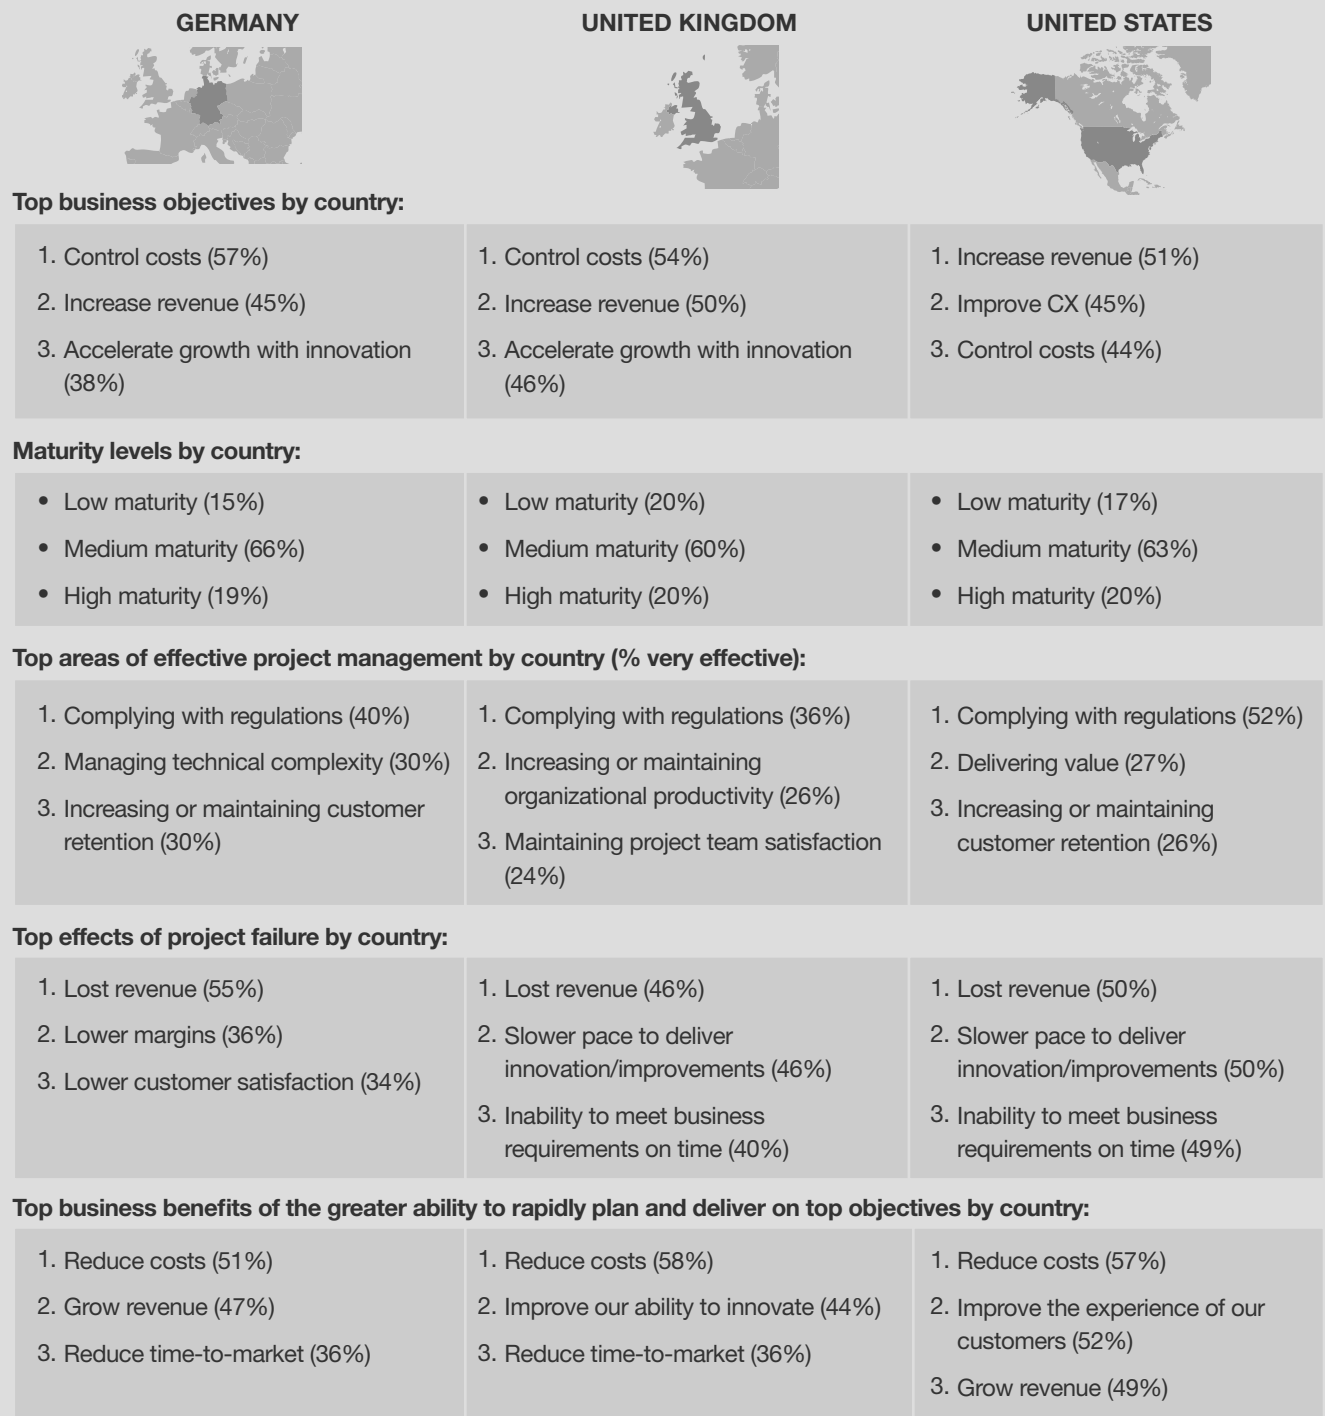 GERMANY
UNITED KINGDOM
UNITED STATES
Top business objectives by country:
1. Control costs (57%)
2. Increase revenue (45%)
3. Accelerate growth with innovation
(38%)
1. Control costs (54%)
2. Increase revenue (50%)
3. Accelerate growth with innovation
(46%)
1. Increase revenue (51%)
2. Improve CX (45%)
3. Control costs (44%)
Maturity levels by country:
• Low maturity (15%)
• Medium maturity (66%)
• High maturity (19%)
• Low maturity (20%)
• Medium maturity (60%)
• High maturity (20%)
• Low maturity (17%)
• Medium maturity (63%)
• High maturity (20%)
Top areas of effective project management by country (% very effective):
1. Complying with regulations (40%)
2. Managing technical complexity (30%)
3. Increasing or maintaining customer
retention (30%)
1. Complying with regulations (36%)
2. Increasing or maintaining
organizational productivity (26%)
3. Maintaining project team satisfaction
(24%)
1. Complying with regulations (52%)
2. Delivering value (27%)
3. Increasing or maintaining
customer retention (26%)
Top effects of project failure by country:
1. Lost revenue (55%)
2. Lower margins (36%)
3. Lower customer satisfaction (34%)
1. Lost revenue (46%)
2. Slower pace to deliver
innovation/improvements (46%)
3. Inability to meet business
requirements on time (40%)
1. Lost revenue (50%)
2. Slower pace to deliver
innovation/improvements (50%)
3. Inability to meet business
requirements on time (49%)
Top business benefits of the greater ability to rapidly plan and deliver on top objectives by country:
1. Reduce costs (51%)
2. Grow revenue (47%)
3. Reduce time-to-market (36%)
1. Reduce costs (58%)
2. Improve our ability to innovate (44%)
3. Reduce time-to-market (36%)
1. Reduce costs (57%)
2. Improve the experience of our
customers (52%)
3. Grow revenue (49%)